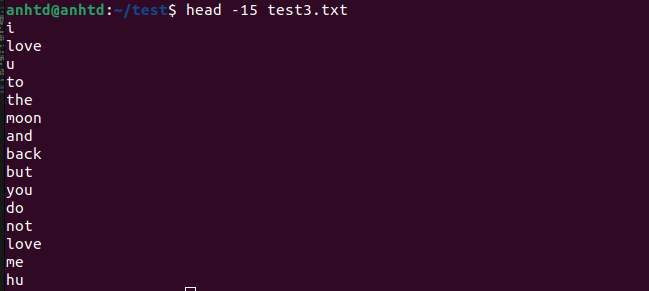 anhtd@anhtd:~/test$ head -15 test3.txt
i
love
u
to
the
moon
and
back
but
you
do
not
love
me
hu